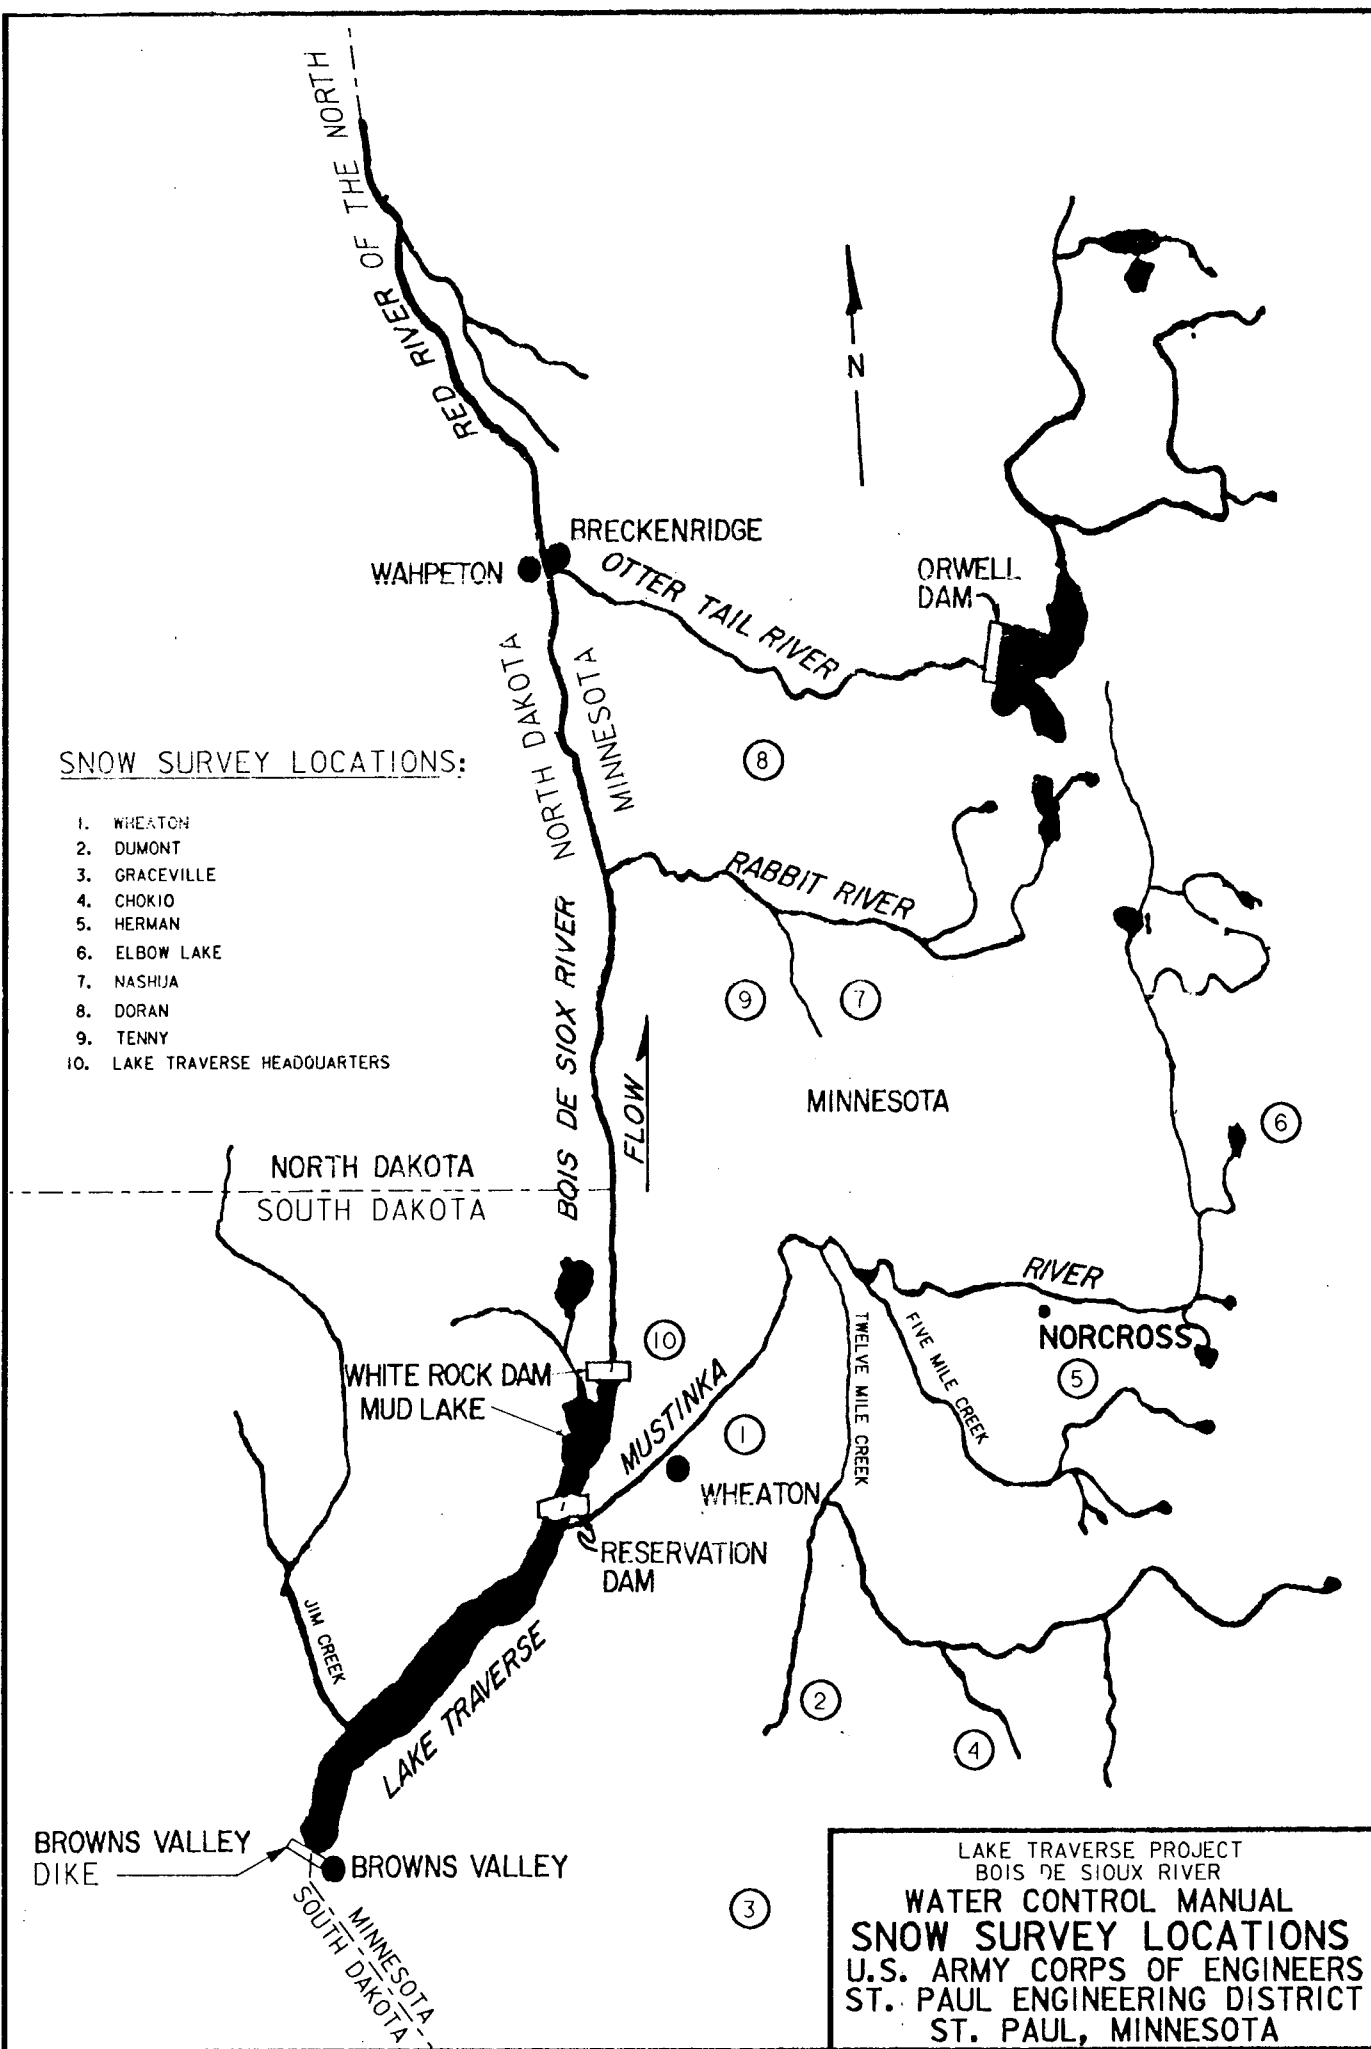 RED RIVER OF THE NORTH
N
BRECKENRIDGE
WAHPETON
OTTER TAIL RIVER
ORWELL
DAM
NORTH DAKOTA
MINNESOTA
SNOW SURVEY LOCATIONS:
1. WHEATON
2. DUMONT
3. GRACEVILLE
4. CHOKIO
5. HERMAN
6. ELBOW LAKE
7. NASHUA
8. DORAN
9. TENNY
10. LAKE TRAVERSE HEADQUARTERS
8
RABBIT RIVER
BOIS DE SIOX RIVER
9
7
FLOW
MINNESOTA
6
NORTH DAKOTA
SOUTH DAKOTA
RIVER
NORCROSS
TWELVE MILE CREEK
FIVE MILE CREEK
10
5
WHITE ROCK DAM
MUD LAKE
MUSTINKA
1
WHEATON
RESERVATION
DAM
JIM CREEK
LAKE TRAVERSE
2
4
BROWNS VALLEY
DIKE
BROWNS VALLEY
MINNESOTA
SOUTH DAKOTA
3
LAKE TRAVERSE PROJECT
BOIS DE SIOUX RIVER
WATER CONTROL MANUAL
SNOW SURVEY LOCATIONS
U.S. ARMY CORPS OF ENGINEERS
ST. PAUL ENGINEERING DISTRICT
ST. PAUL, MINNESOTA